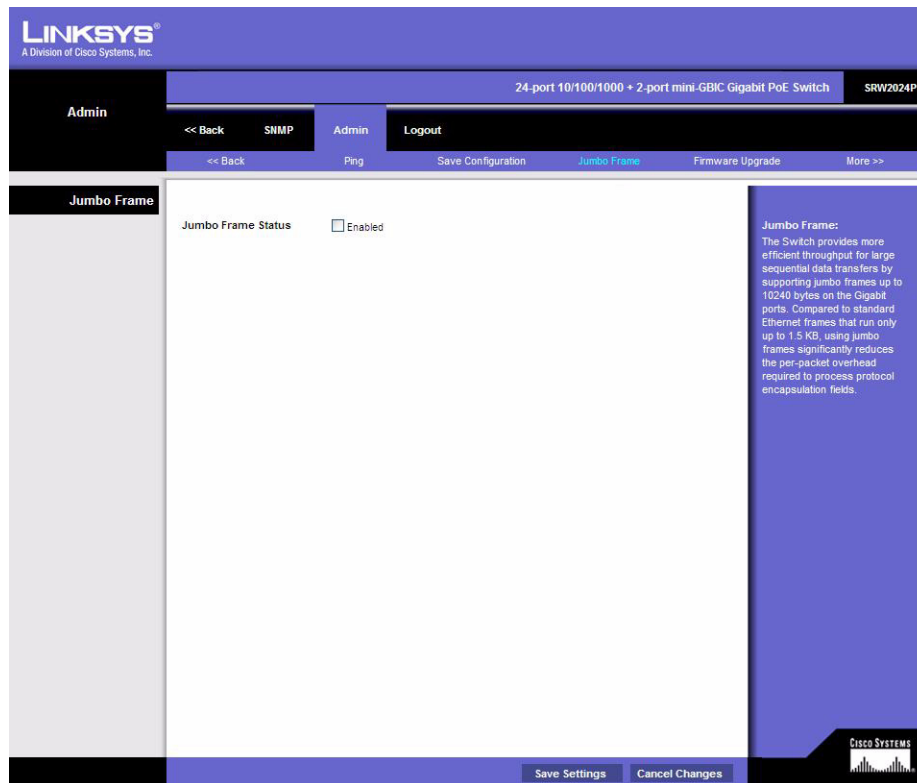 LINKSYS®
A Division of Cisco Systems, Inc.
24-port 10/100/1000 + 2-port mini-GBIC Gigabit PoE Switch
SRW2024P
Admin
<< Back
SNMP
Admin
Logout
<< Back
Ping
Save Configuration
Jumbo Frame
Firmware Upgrade
More >>
Jumbo Frame
Jumbo Frame Status
Enabled
Jumbo Frame:
The Switch provides more
efficient throughput for large
sequential data transfers by
supporting jumbo frames up to
10240 bytes on the Gigabit
ports. Compared to standard
Ethernet frames that run only
up to 1.5 KB, using jumbo
frames significantly reduces
the per-packet overhead
required to process protocol
encapsulation fields.
Save Settings
Cancel Changes
CISCO SYSTEMS